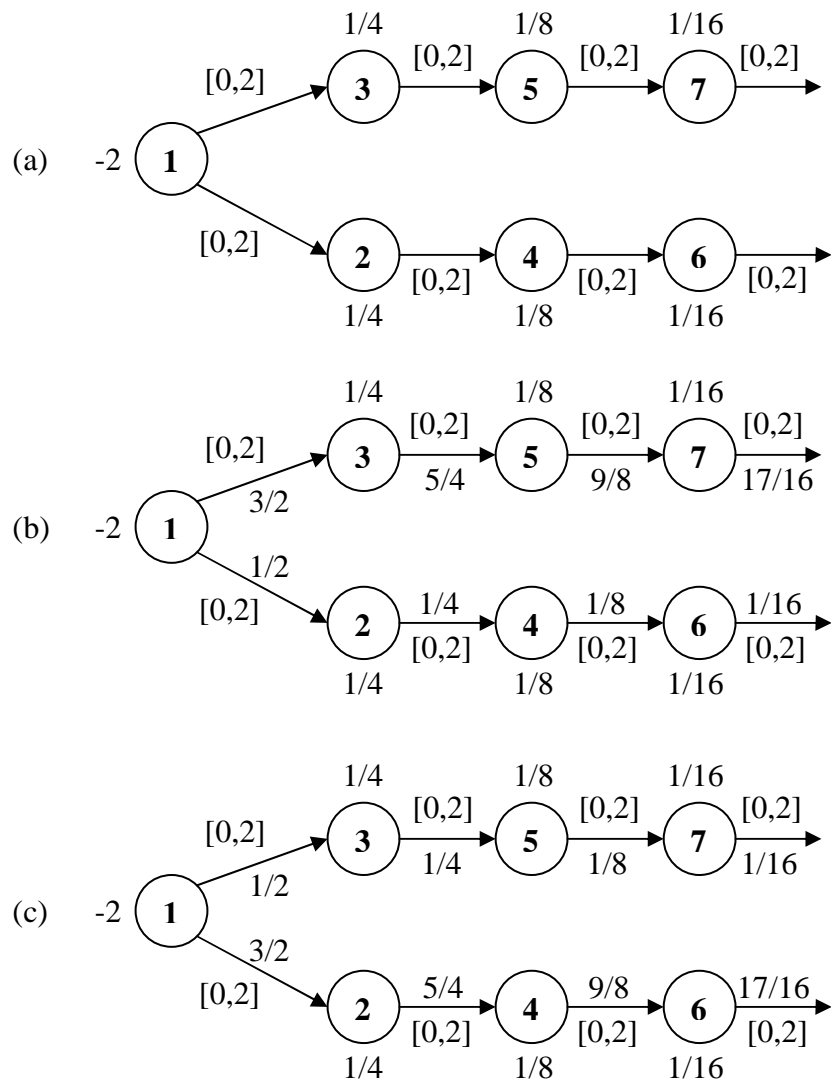 1/4 1/8 1/16
[0,2] [0,2] [0,2] [0,2]
3 5 7
(a) -2 1
[0,2]
2 4 6
[0,2] [0,2] [0,2]
1/4 1/8 1/16
1/4 1/8 1/16
[0,2] [0,2] [0,2] [0,2]
3 5 7
3/2 5/4 9/8 17/16
(b) -2 1
1/2
[0,2] 1/4 1/8 1/16
2 4 6
[0,2] [0,2] [0,2]
1/4 1/8 1/16
1/4 1/8 1/16
[0,2] [0,2] [0,2] [0,2]
3 5 7
1/2 1/4 1/8 1/16
(c) -2 1
3/2
[0,2] 5/4 9/8 17/16
2 4 6
[0,2] [0,2] [0,2]
1/4 1/8 1/16